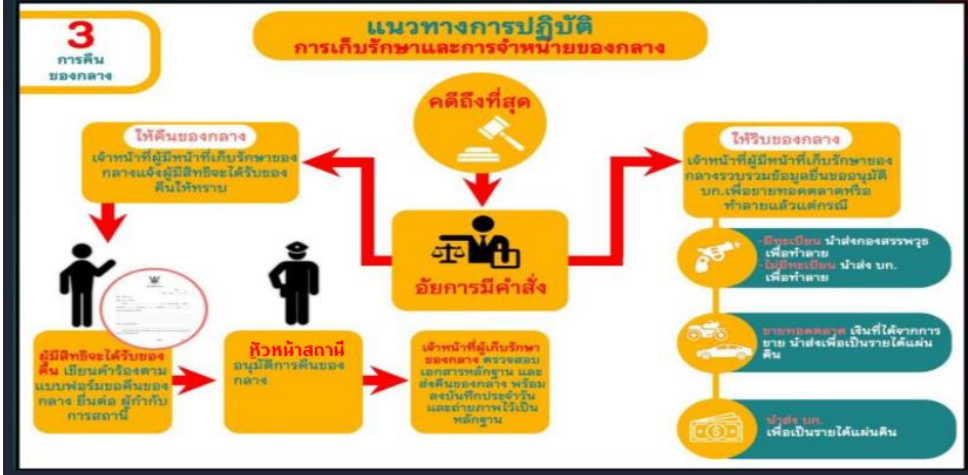 3
การคืน
ของกลาง
แนวทางการปฏิบัติ
การเก็บรักษาและการจำหน่ายของกลาง
คดีถึงที่สุด
ให้คืนของกลาง
เจ้าหน้าที่ผู้มีหน้าที่เก็บรักษาของ
กลางแจ้งผู้มีสิทธิจะได้รับของ
คืนให้ทราบ
อัยการมีคำสั่ง
ให้ริบของกลาง
เจ้าหน้าที่ผู้มีหน้าที่เก็บรักษาของ
กลางรวบรวมข้อมูลยื่นขออนุมัติ
บก.เพื่อขายทอดตลาดหรือ
ทำลายแล้วแต่กรณี
-มีทะเบียน นำส่งกองสรรพวุธ
เพื่อทำลาย
-ไม่มีทะเบียน นำส่ง บก.
เพื่อทำลาย
ขายทอดตลาด เงินที่ได้จากการ
ขาย นำส่งเพื่อเป็นรายได้แผ่น
ดิน
นำส่ง บก.
เพื่อเป็นรายได้แผ่นดิน
ผู้มีสิทธิจะได้รับของ
คืน เขียนคำร้องตาม
แบบฟอร์มขอคืนของ
กลาง ยื่นต่อ ผู้กำกับ
การสถานี
หัวหน้าสถานี
อนุมัติการคืนของ
กลาง
เจ้าหน้าที่ผู้เก็บรักษา
ของกลาง ตรวจสอบ
เอกสารหลักฐาน และ
ส่งคืนของกลาง พร้อม
ลงบันทึกประจำวัน
และถ่ายภาพไว้เป็น
หลักฐาน